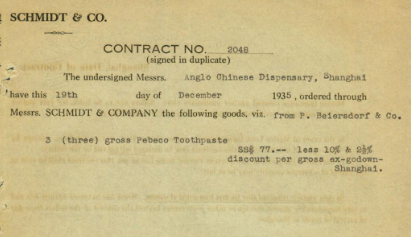 SCHMIDT & CO.
CONTRACT NO. 2048
(signed in duplicate)
The undersigned Messrs. Anglo Chinese Dispensary, Shanghai
have this 19th day of December 1935, ordered through
Messrs. SCHMIDT & COMPANY the following goods, viz. from P. Beiersdorf & Co.
3 (three) gross Pebeco Toothpaste
SS$ 77.-- less 10% & 2½%
discount per gross ex-godown-
Shanghai.